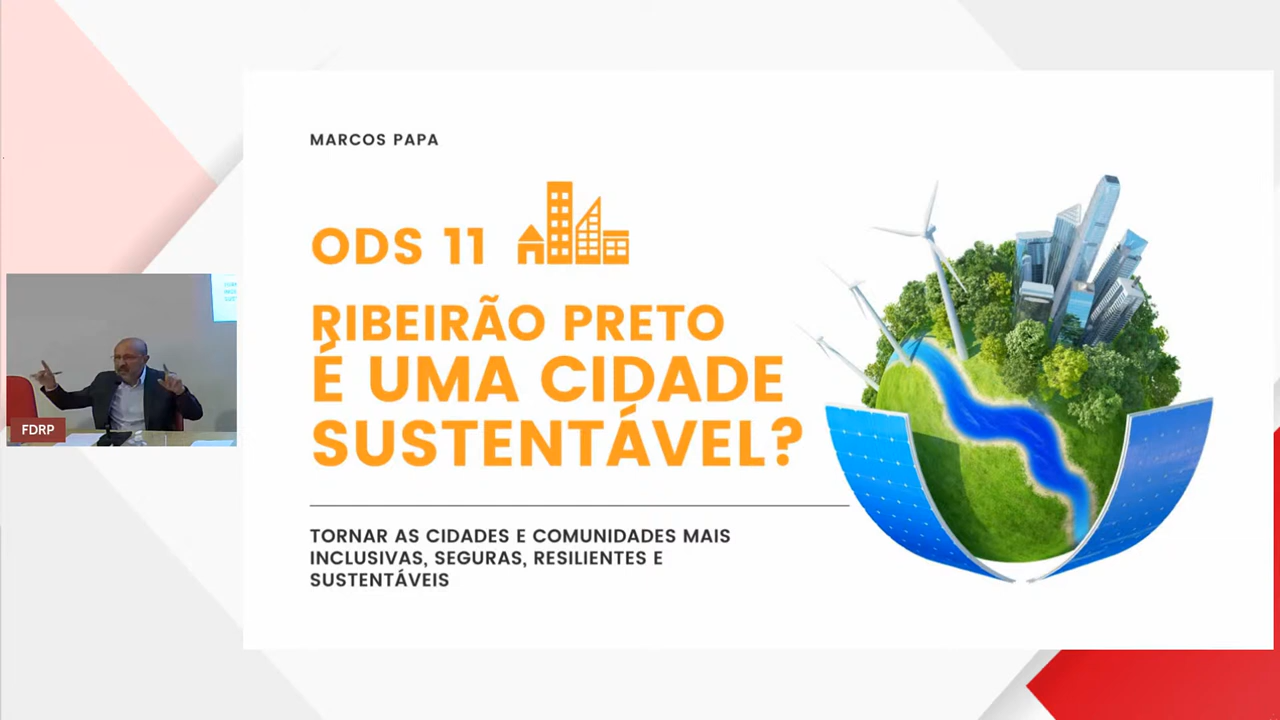 MARCOS PAPA
ODS 11
RIBEIRÃO PRETO
É UMA CIDADE
SUSTENTÁVEL?
TORNAR AS CIDADES E COMUNIDADES MAIS
INCLUSIVAS, SEGURAS, RESILIENTES E
SUSTENTÁVEIS
FDRP